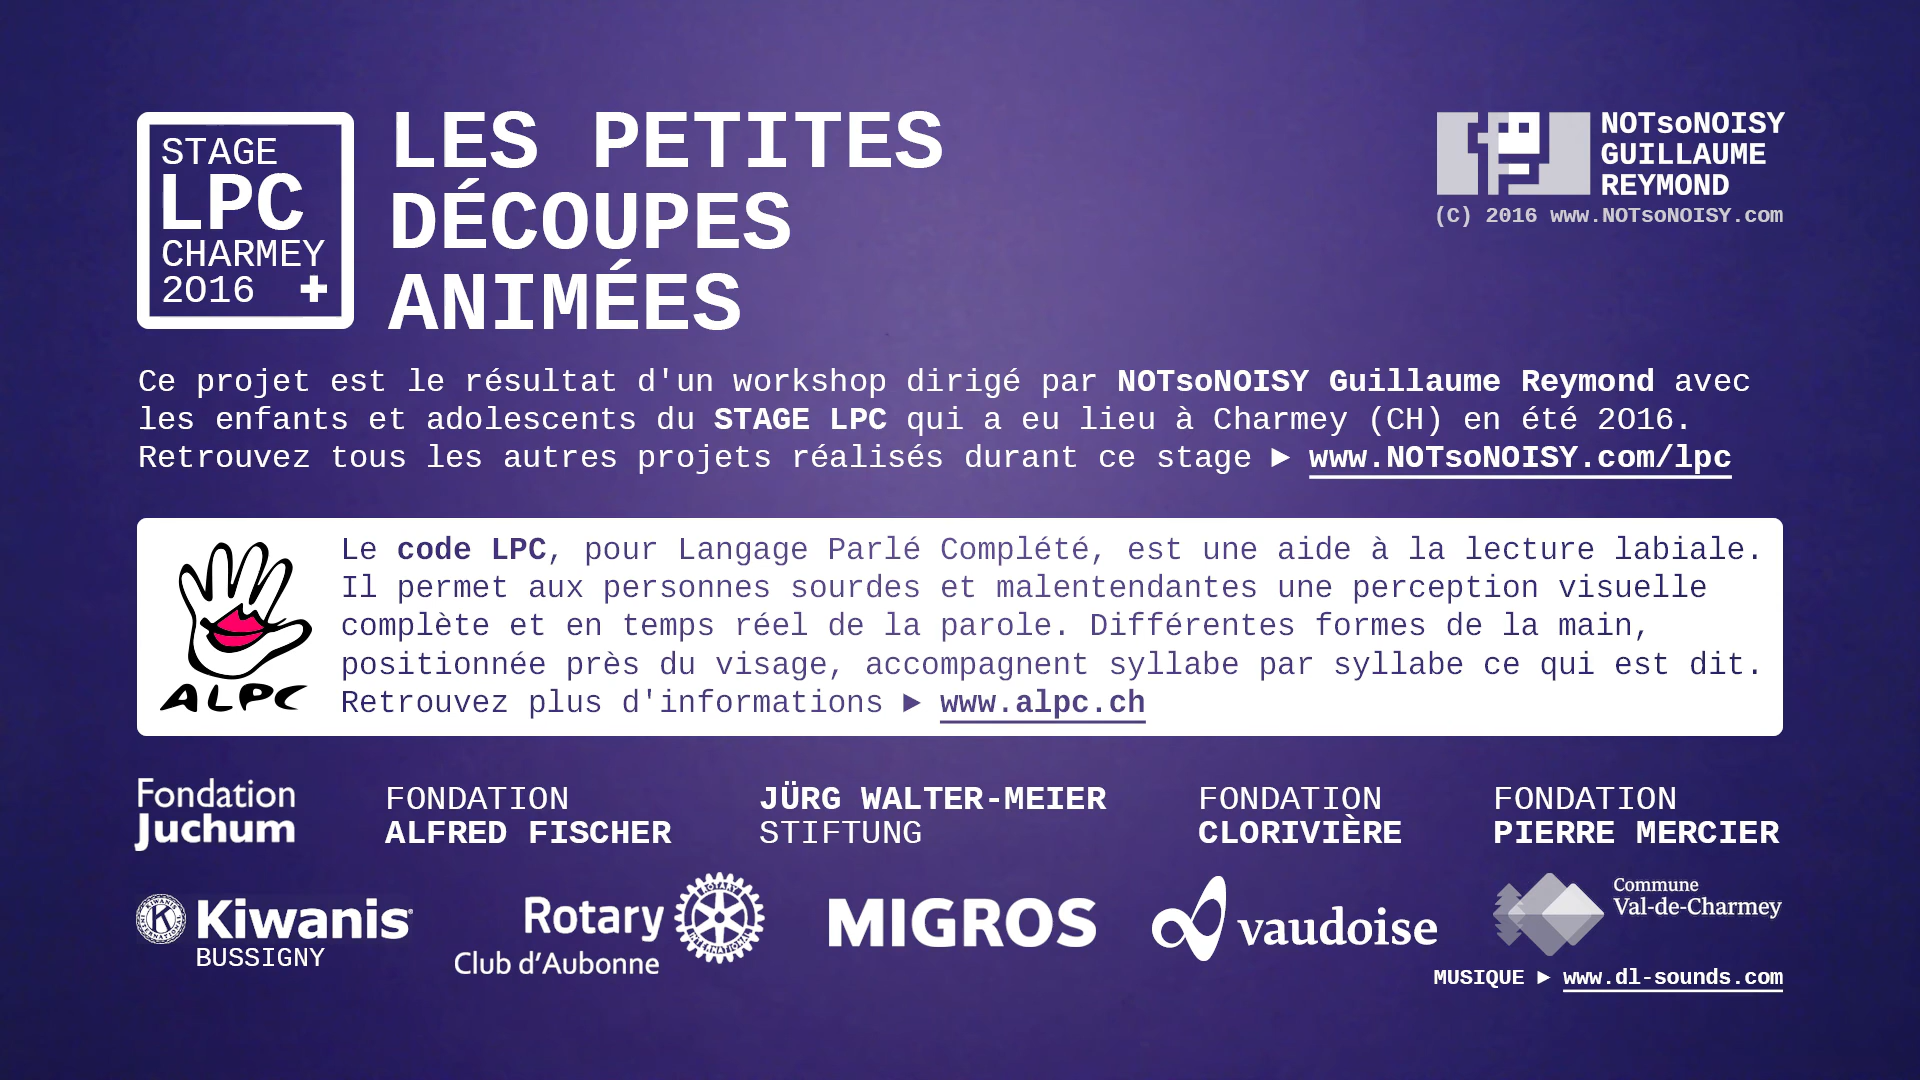 STAGE
LPC
CHARMEY
2016
LES PETITES
DÉCOUPES
ANIMÉES
NOTsoNOISY
GUILLAUME
REYMOND
(C) 2016 www.NOTsoNOISY.com
Ce projet est le résultat d'un workshop dirigé par NOTsoNOISY Guillaume Reymond avec
les enfants et adolescents du STAGE LPC qui a eu lieu à Charmey (CH) en été 2016.
Retrouvez tous les autres projets réalisés durant ce stage ► www.NOTsoNOISY.com/lpc
ALPC
Le code LPC, pour Langage Parlé Complété, est une aide à la lecture labiale.
Il permet aux personnes sourdes et malentendantes une perception visuelle
complète et en temps réel de la parole. Différentes formes de la main,
positionnée près du visage, accompagnent syllabe par syllabe ce qui est dit.
Retrouvez plus d'informations ► www.alpc.ch
Fondation
Juchum
FONDATION
ALFRED FISCHER
JÜRG WALTER-MEIER
STIFTUNG
FONDATION
CLORIVIÈRE
FONDATION
PIERRE MERCIER
KIWANIS
K
INTERNATIONAL
Kiwanis
BUSSIGNY
Rotary
Club d'Aubonne
ROTARY
INTERNATIONAL
MIGROS
vaudoise
Commune
Val-de-Charmey
MUSIQUE ► www.dl-sounds.com